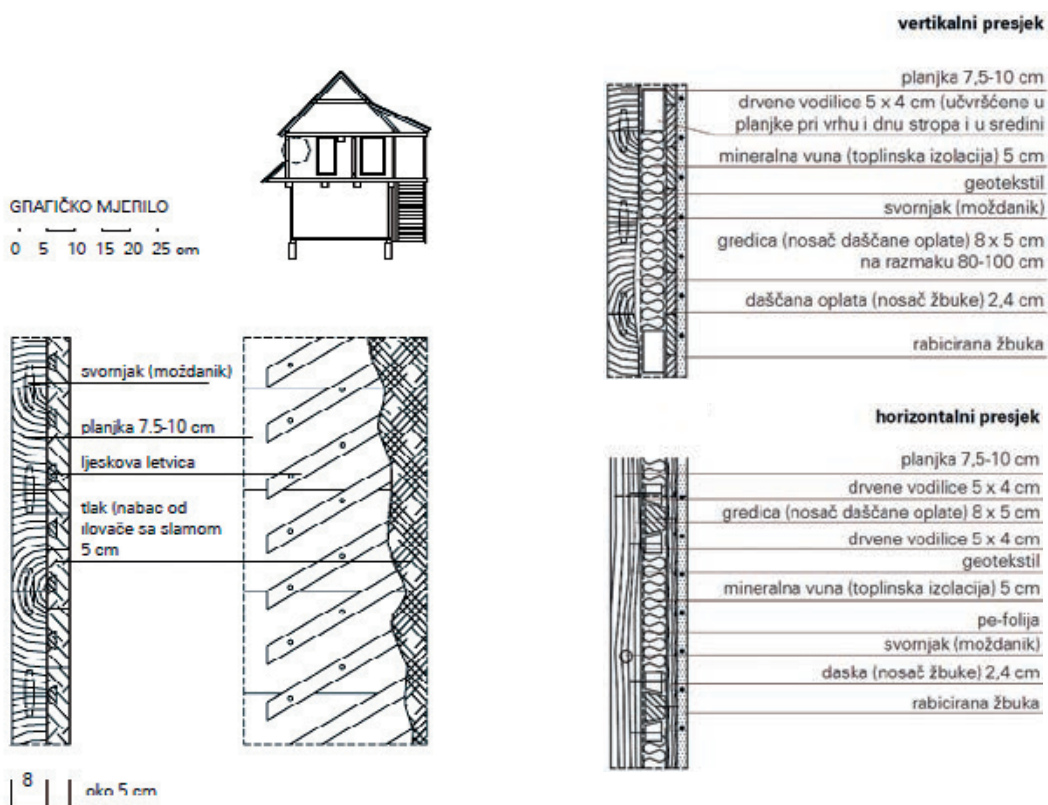 GRAFIČKO MJERILO
0 5 10 15 20 25 cm
svornjak (moždanik)
planjka 7.5-10 cm
ljeskova letvica
tlak (nabac od
ilovače sa slamom
5 cm
8
oko 5 cm
vertikalni presjek
planjka 7,5-10 cm
drvene vodilice 5 x 4 cm (učvršćene u
planjke pri vrhu i dnu stropa i u sredini
mineralna vuna (toplinska izolacija) 5 cm
geotekstil
svornjak (moždanik)
gredica (nosač daščane oplate) 8 x 5 cm
na razmaku 80-100 cm
daščana oplata (nosač žbuke) 2,4 cm
rabicirana žbuka
horizontalni presjek
planjka 7,5-10 cm
drvene vodilice 5 x 4 cm
gredica (nosač daščane oplate) 8 x 5 cm
drvene vodilice 5 x 4 cm
geotekstil
mineralna vuna (toplinska izolacija) 5 cm
pe-folija
svornjak (moždanik)
daska (nosač žbuke) 2,4 cm
rabicirana žbuka